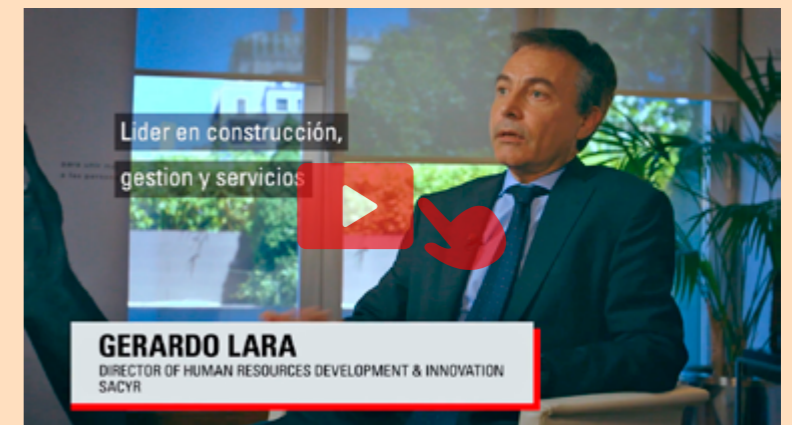 Lider en construcción,
gestion y servicios
GERARDO LARA
DIRECTOR OF HUMAN RESOURCES DEVELOPMENT & INNOVATION
SACYR